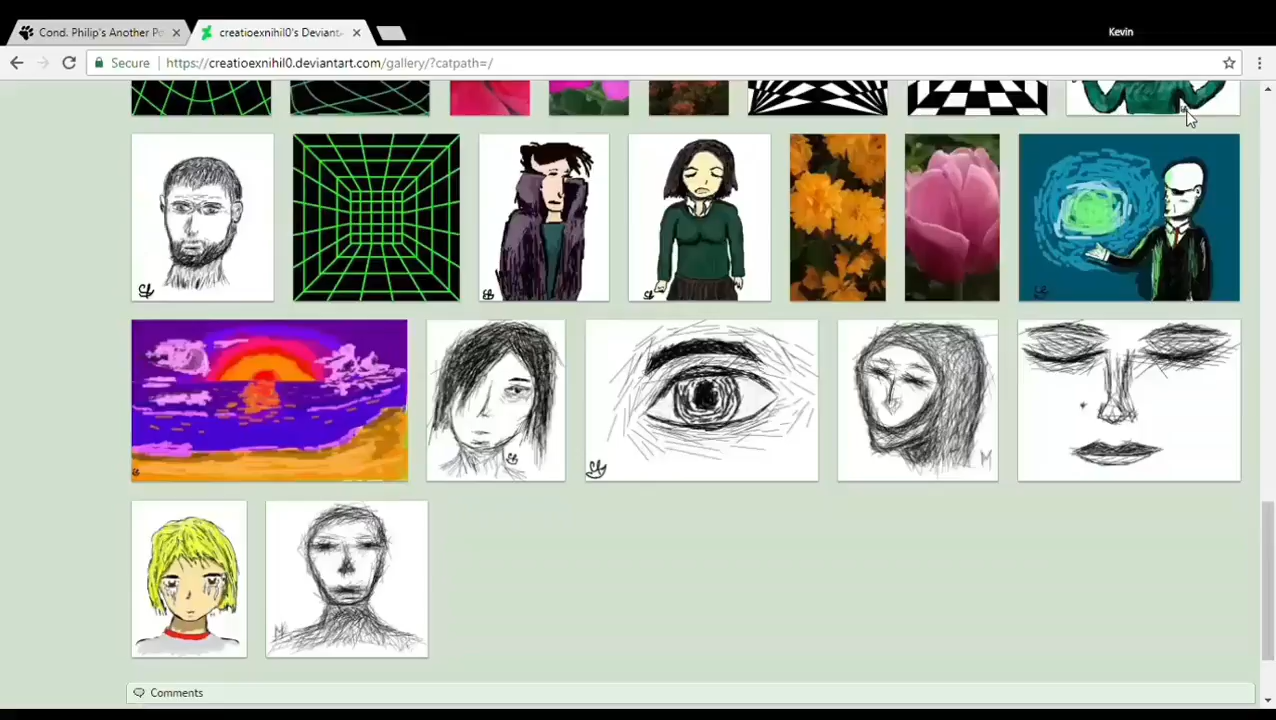 Cond. Philip's Another Po
creatioexnihil0's Deviant
Kevin
Secure
https://creatioexnihil0.deviantart.com/gallery/?catpath=/
Comments